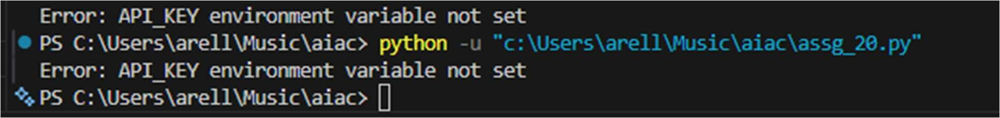 Error: API_KEY environment variable not set
PS C:\Users\arell\Music\aiac> python -u "c:\Users\arell\Music\aiac\assg_20.py"
Error: API_KEY environment variable not set
PS C:\Users\arell\Music\aiac>